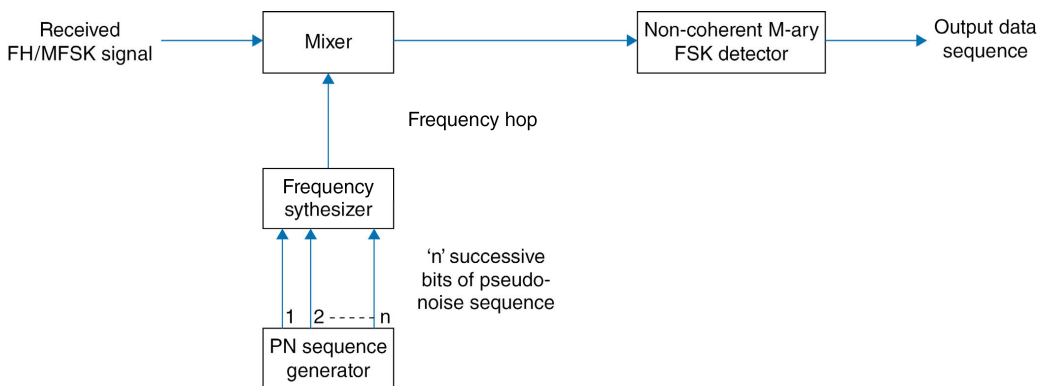 Received
FH/MFSK signal
Mixer
Non-coherent M-ary
FSK detector
Output data
sequence
Frequency hop
Frequency
sythesizer
‘n’ successive
bits of pseudo-
noise sequence
1 2 ----- n
PN sequence
generator